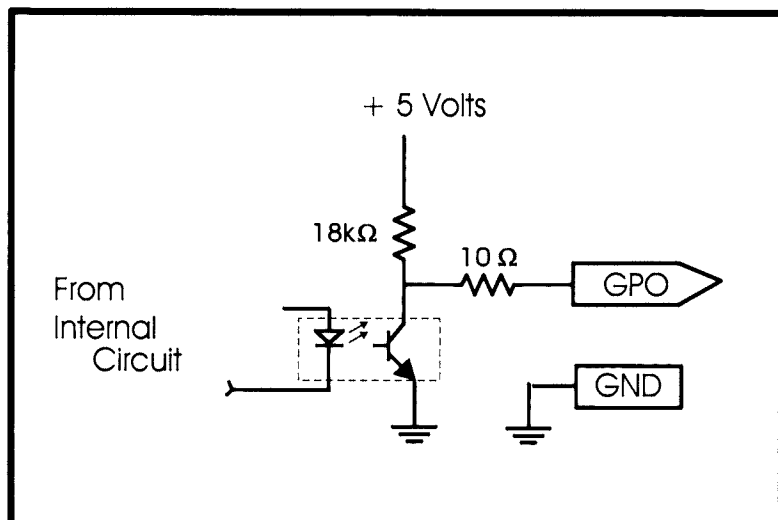 + 5 Volts
18kΩ
10 Ω
GPO
From
Internal
Circuit
GND